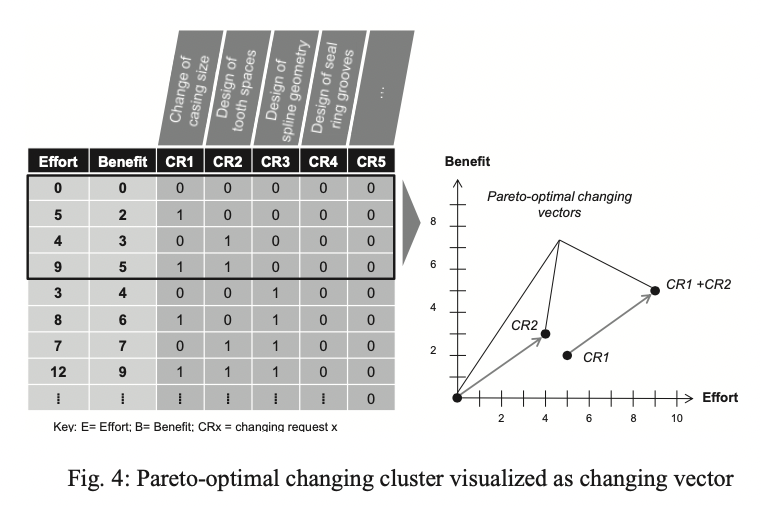 Change of
casing size
Design of
tooth spaces
Design of
spline geometry
Design of seal
ring grooves
...
Effort Benefit CR1 CR2 CR3 CR4 CR5
0 0 0 0 0 0 0
5 2 1 0 0 0 0
4 3 0 1 0 0 0
9 5 1 1 0 0 0
3 4 0 0 1 0 0
8 6 1 0 1 0 0
7 7 0 1 1 0 0
12 9 1 1 1 0 0
⁞ ⁞ ⁞ ⁞ ⁞ ⁞ 0
Key: E= Effort; B= Benefit; CRx = changing request x
Benefit
Pareto-optimal changing
vectors
8
6
4
2
CR1 +CR2
CR2
CR1
Effort
2 4 6 8 10
Fig. 4: Pareto-optimal changing cluster visualized as changing vector